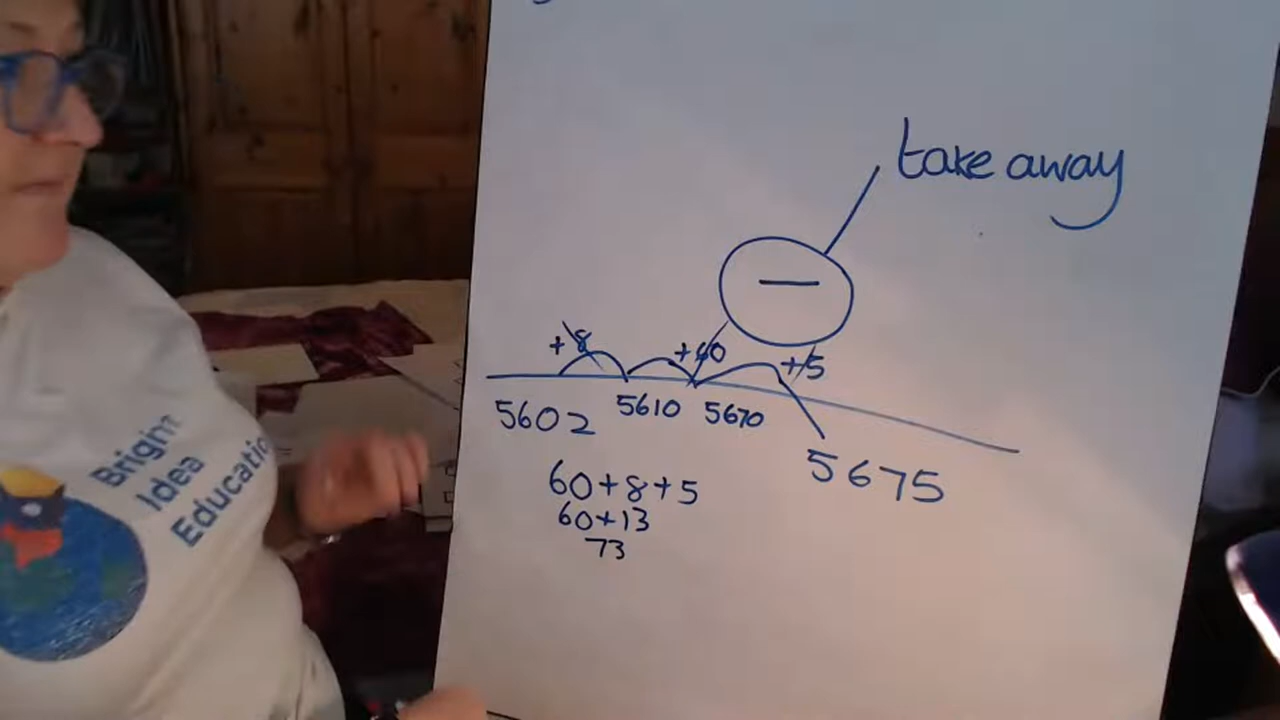 take away
−
+8 +60 +5
5602 5610 5670
5675
60+8+5
60+13
73
Bright
Idea
Educatio